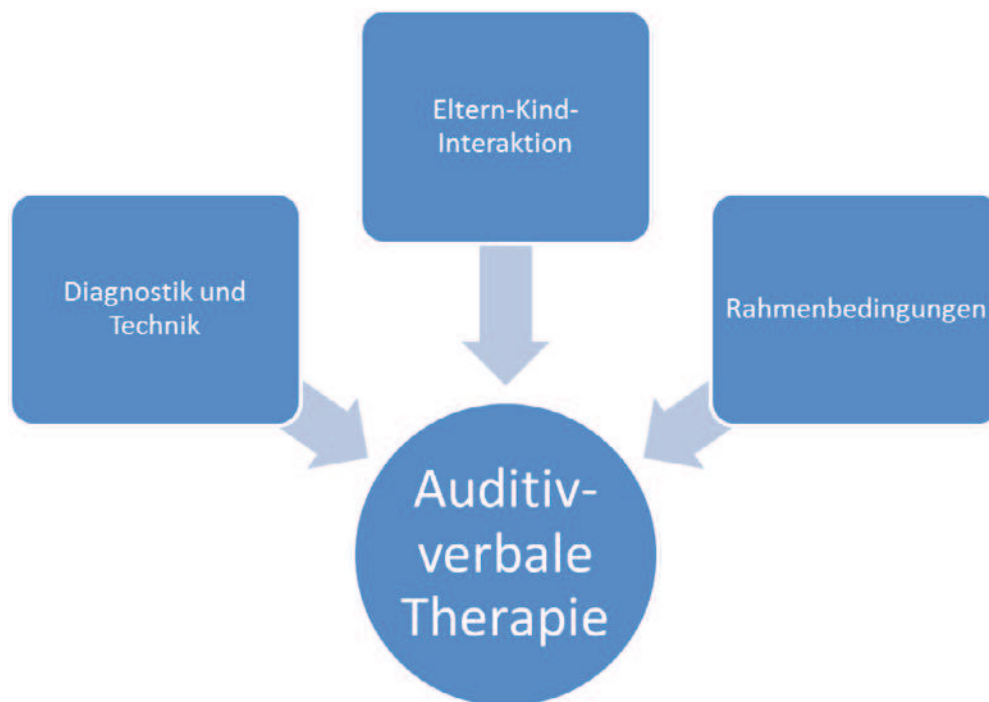 Eltern-Kind-
Interaktion
Diagnostik und
Technik
Rahmenbedingungen
Auditiv-
verbale
Therapie